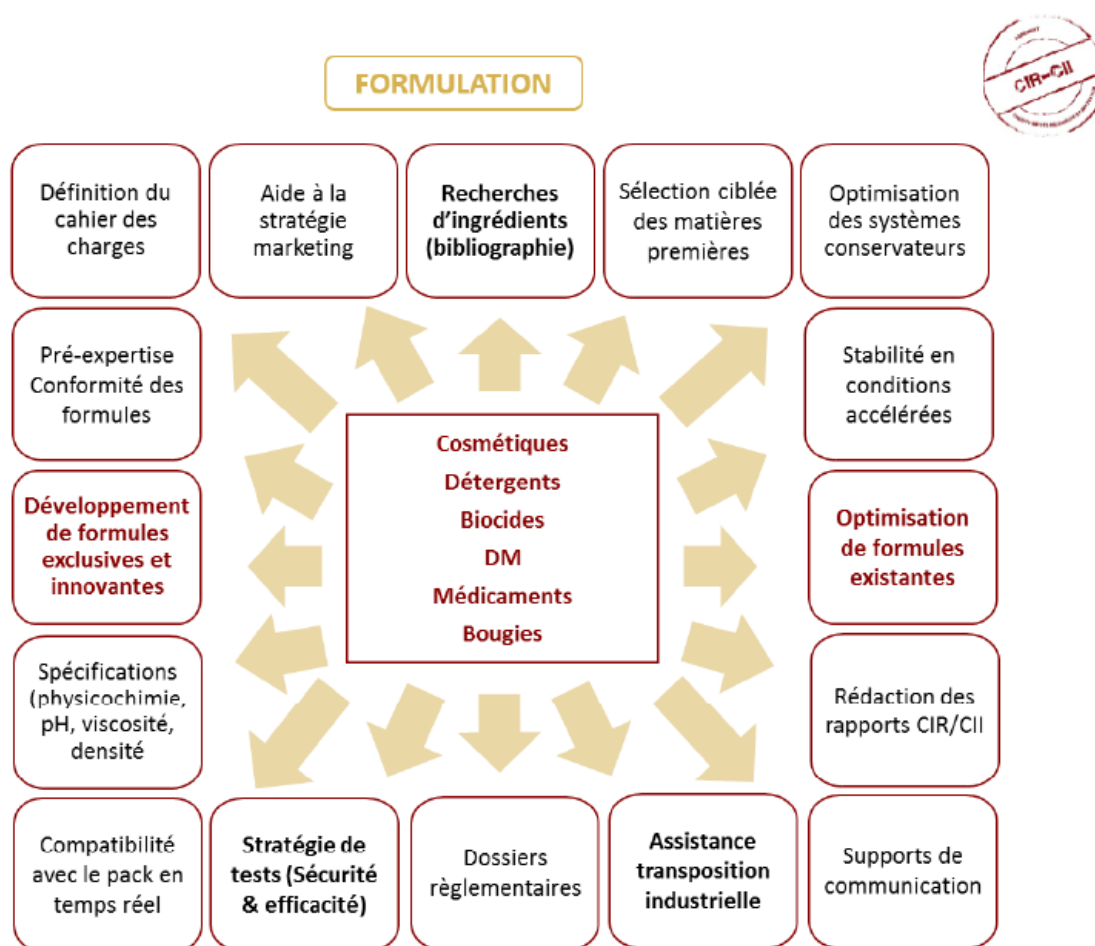 FORMULATION
CIR-CII
Définition du
cahier des
charges
Aide à la
stratégie
marketing
Recherches
d'ingrédients
(bibliographie)
Sélection ciblée
des matières
premières
Optimisation
des systèmes
conservateurs
Pré-expertise
Conformité des
formules
Stabilité en
conditions
accélérées
Cosmétiques
Détergents
Biocides
DM
Médicaments
Bougies
Développement
de formules
exclusives et
innovantes
Optimisation
de formules
existantes
Spécifications
(physicochimie,
pH, viscosité,
densité
Rédaction des
rapports CIR/CII
Compatibilité
avec le pack en
temps réel
Stratégie de
tests (Sécurité
& efficacité)
Dossiers
règlementaires
Assistance
transposition
industrielle
Supports de
communication